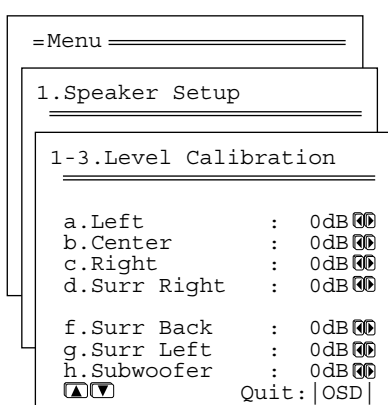 =Menu
1.Speaker Setup
1-3.Level Calibration
a.Left : 0dB
b.Center : 0dB
c.Right : 0dB
d.Surr Right : 0dB
f.Surr Back : 0dB
g.Surr Left : 0dB
h.Subwoofer : 0dB
Quit:|OSD|